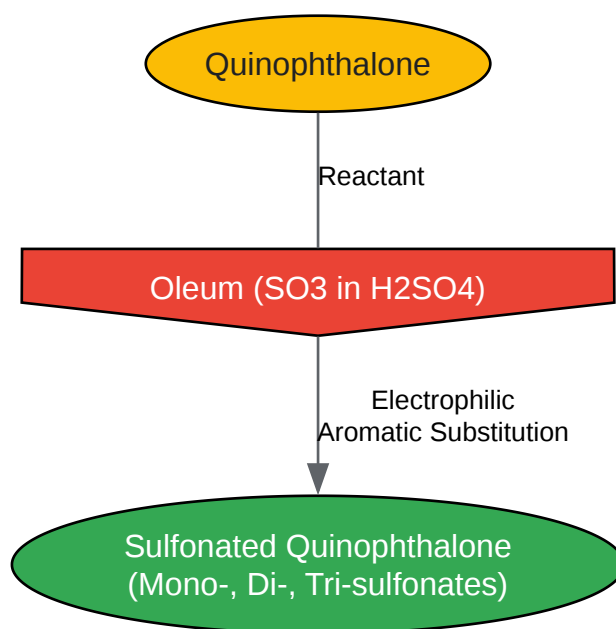 Quinophthalone
Reactant
Oleum (SO3 in H2SO4)
Electrophilic
Aromatic Substitution
Sulfonated Quinophthalone
(Mono-, Di-, Tri-sulfonates)